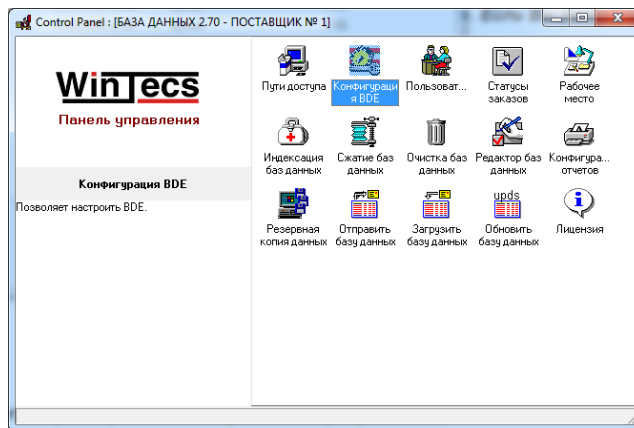 Control Panel : [БАЗА ДАННЫХ 2.70 - ПОСТАВЩИК № 1]
WinTecs
Панель управления
Конфигурация BDE
Позволяет настроить BDE.
Пути доступа
Конфигураци
я BDE
Пользоват...
Статусы
заказов
Рабочее
место
Индексация
баз данных
Сжатие баз
данных
Очистка баз
данных
Редактор баз
данных
Конфигура...
отчетов
Резервная
копия данных
Отправить
базу данных
Загрузить
базу данных
upds
Обновить
базу данных
Лицензия